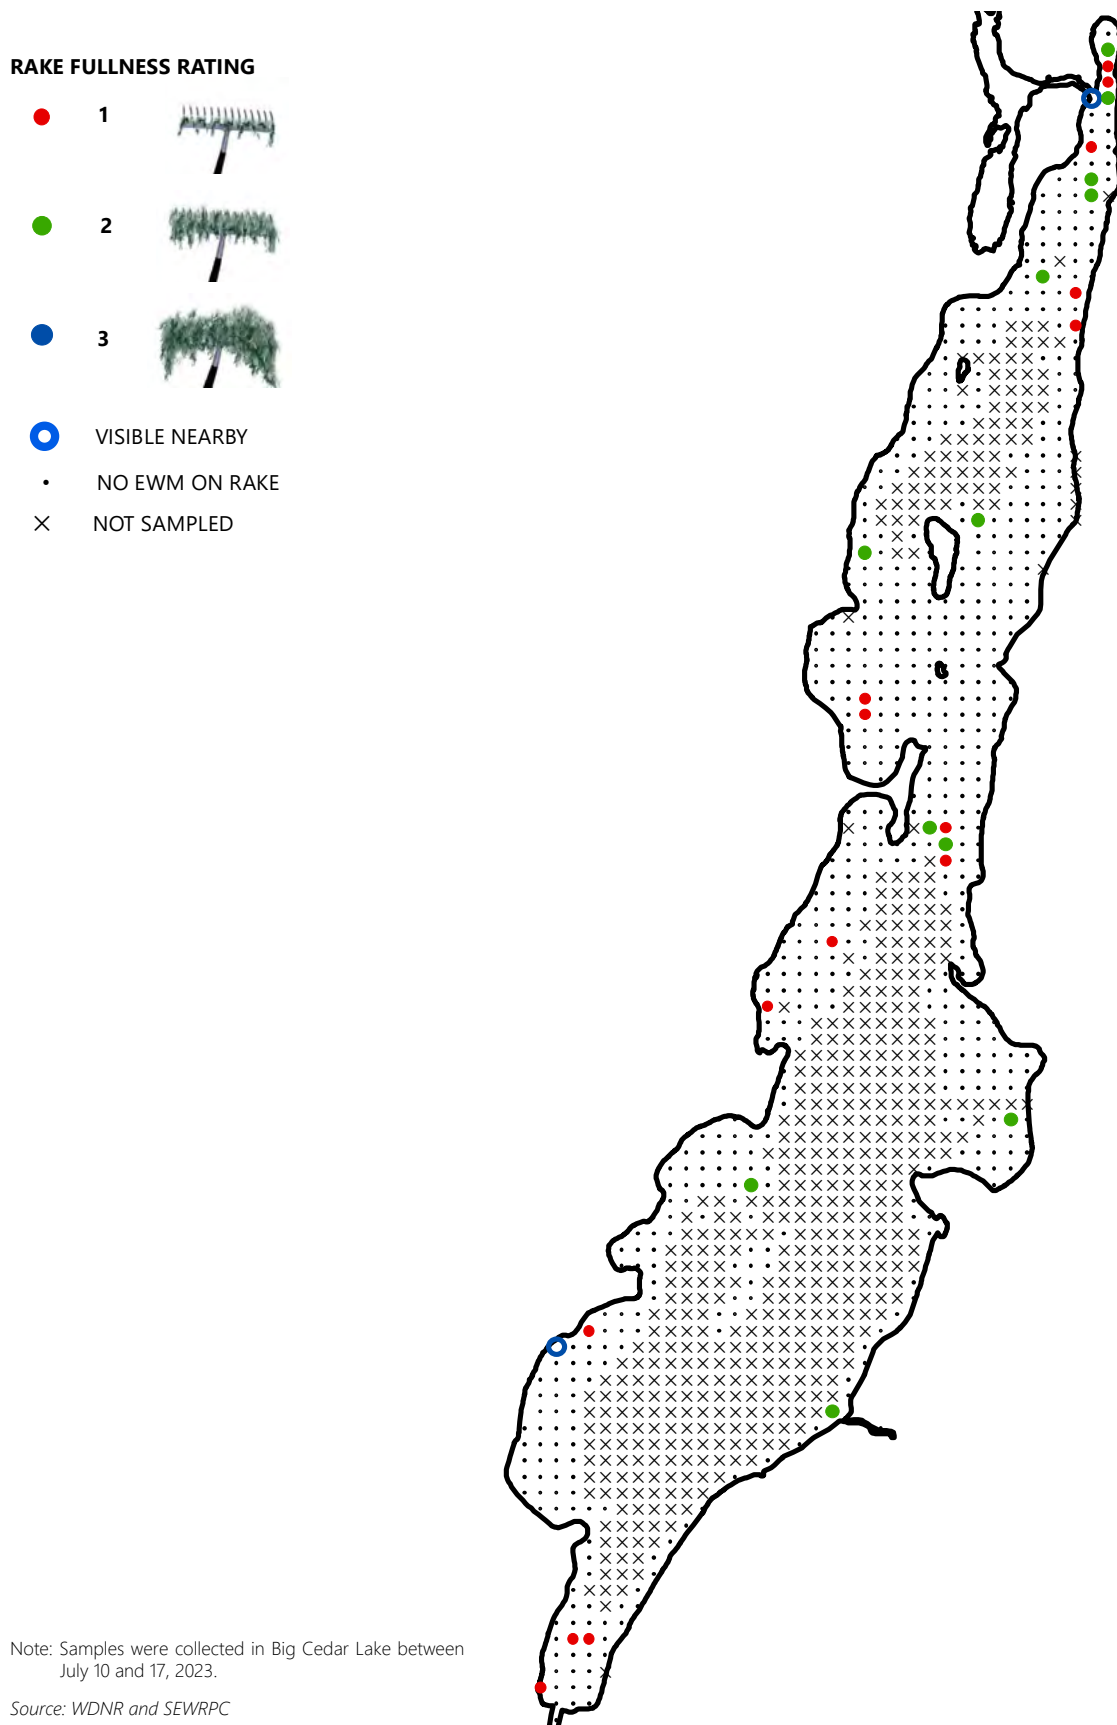 RAKE FULLNESS RATING
1
2
3
VISIBLE NEARBY
NO EWM ON RAKE
NOT SAMPLED
Note: Samples were collected in Big Cedar Lake between
July 10 and 17, 2023.
Source: WDNR and SEWRPC